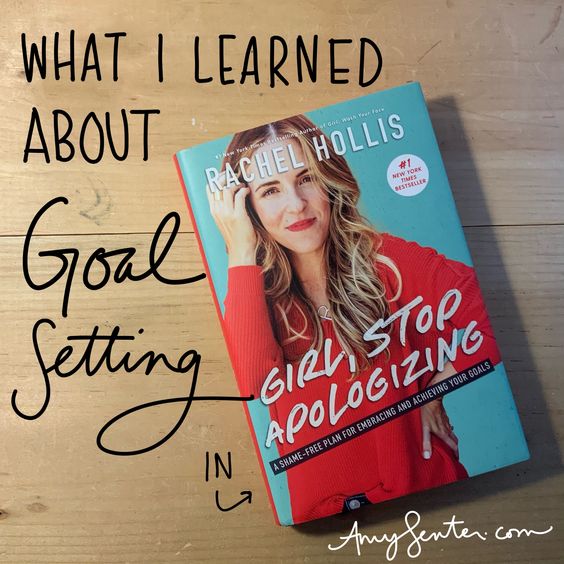 WHAT I LEARNED
ABOUT
Goal
Setting
IN
#1 New York Times Bestselling Author of Girl, Wash Your Face
RACHEL HOLLIS
#1
NEW YORK
TIMES
BESTSELLER
GIRL, STOP
APOLOGIZING
A SHAME-FREE PLAN FOR EMBRACING AND ACHIEVING YOUR GOALS
AmySenter.com